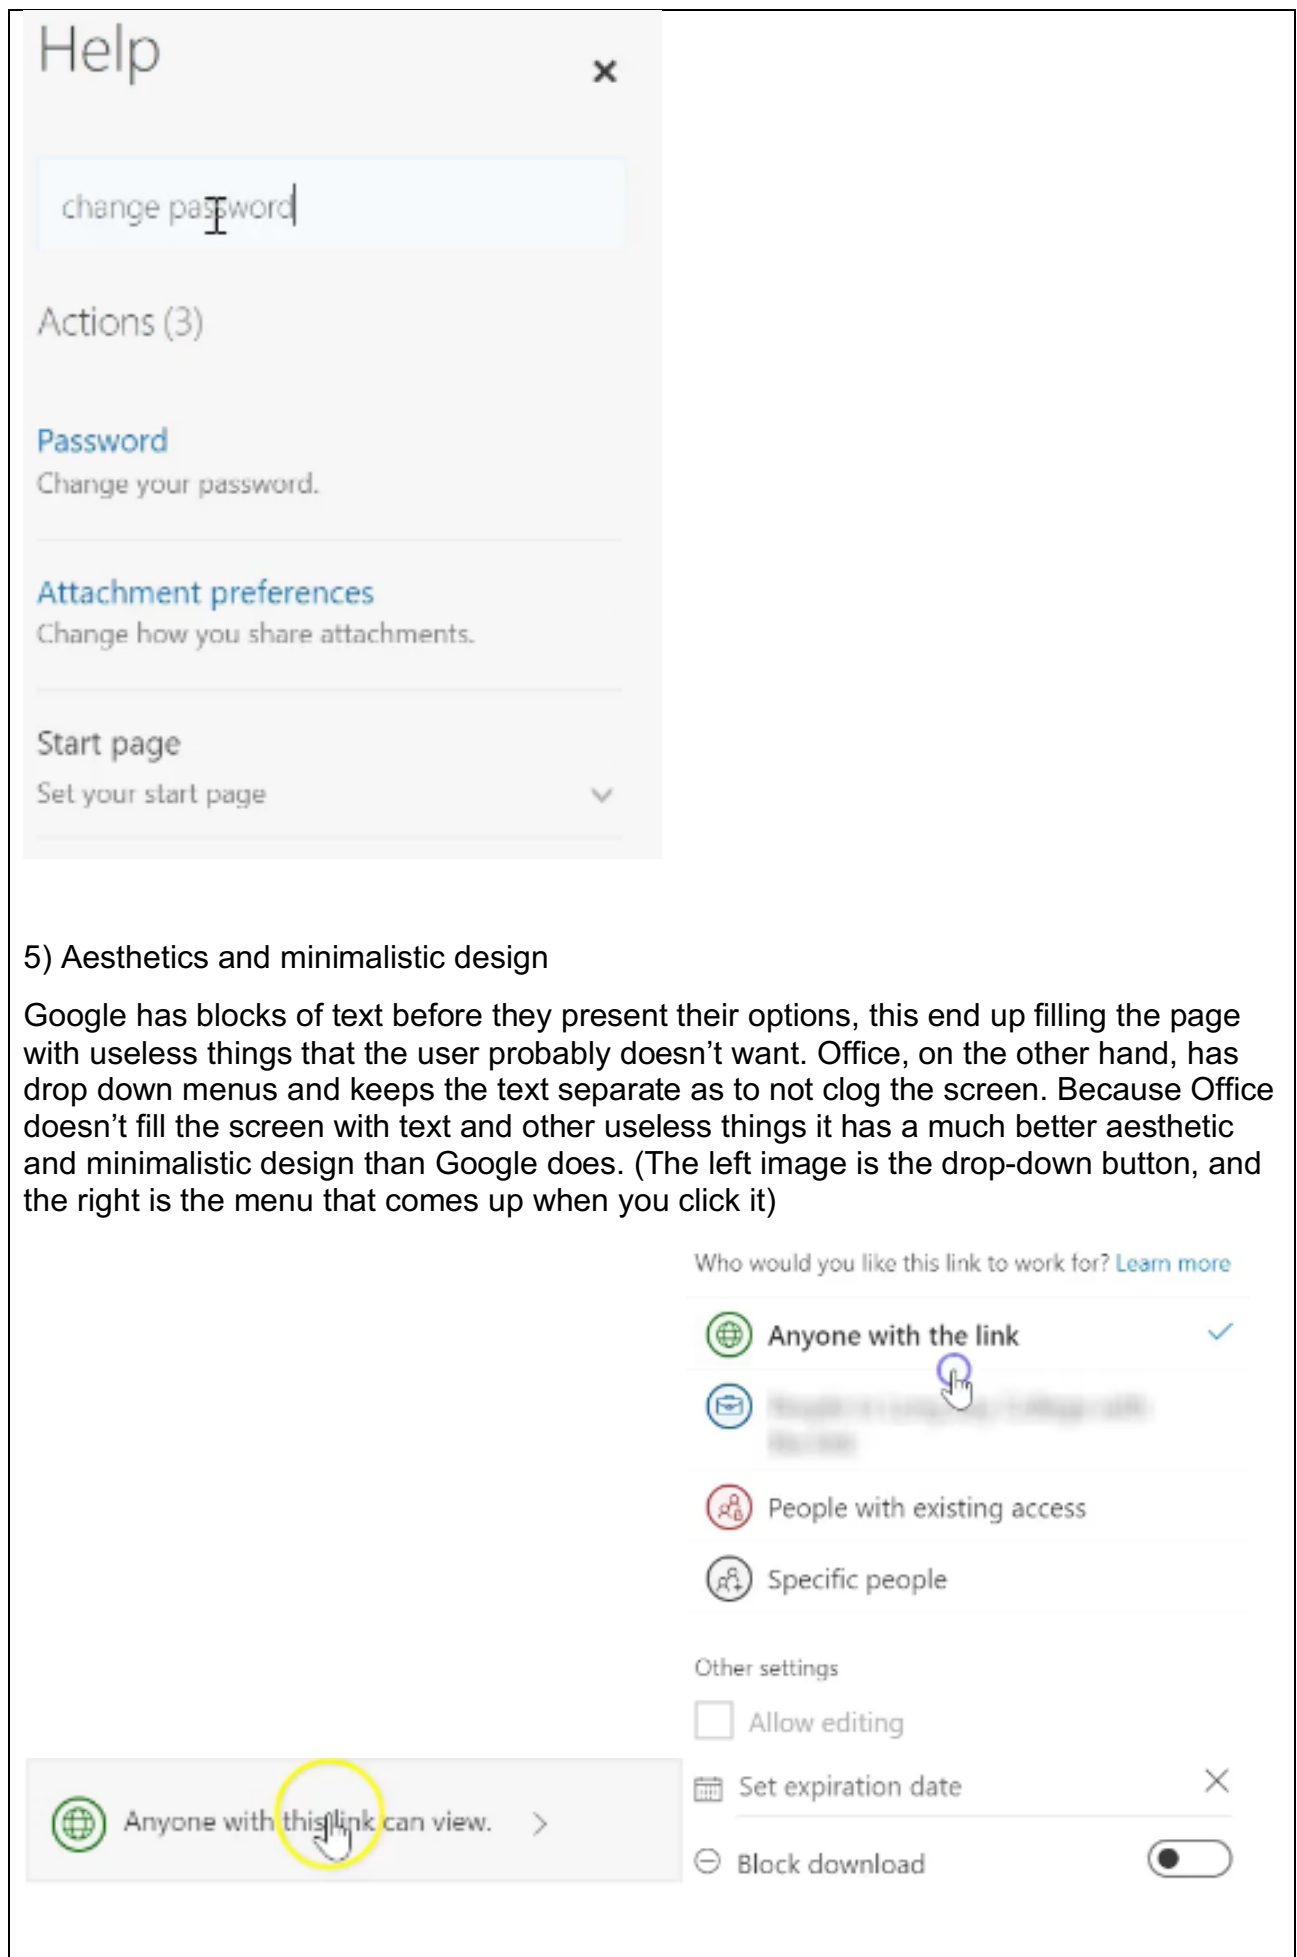 Help
change password
Actions (3)
Password
Change your password.
Attachment preferences
Change how you share attachments.
Start page
Set your start page
5) Aesthetics and minimalistic design
Google has blocks of text before they present their options, this end up filling the page
with useless things that the user probably doesn’t want. Office, on the other hand, has
drop down menus and keeps the text separate as to not clog the screen. Because Office
doesn’t fill the screen with text and other useless things it has a much better aesthetic
and minimalistic design than Google does. (The left image is the drop-down button, and
the right is the menu that comes up when you click it)
Who would you like this link to work for? Learn more
Anyone with the link
People with existing access
Specific people
Other settings
Allow editing
Set expiration date
Anyone with this link can view.
Block download